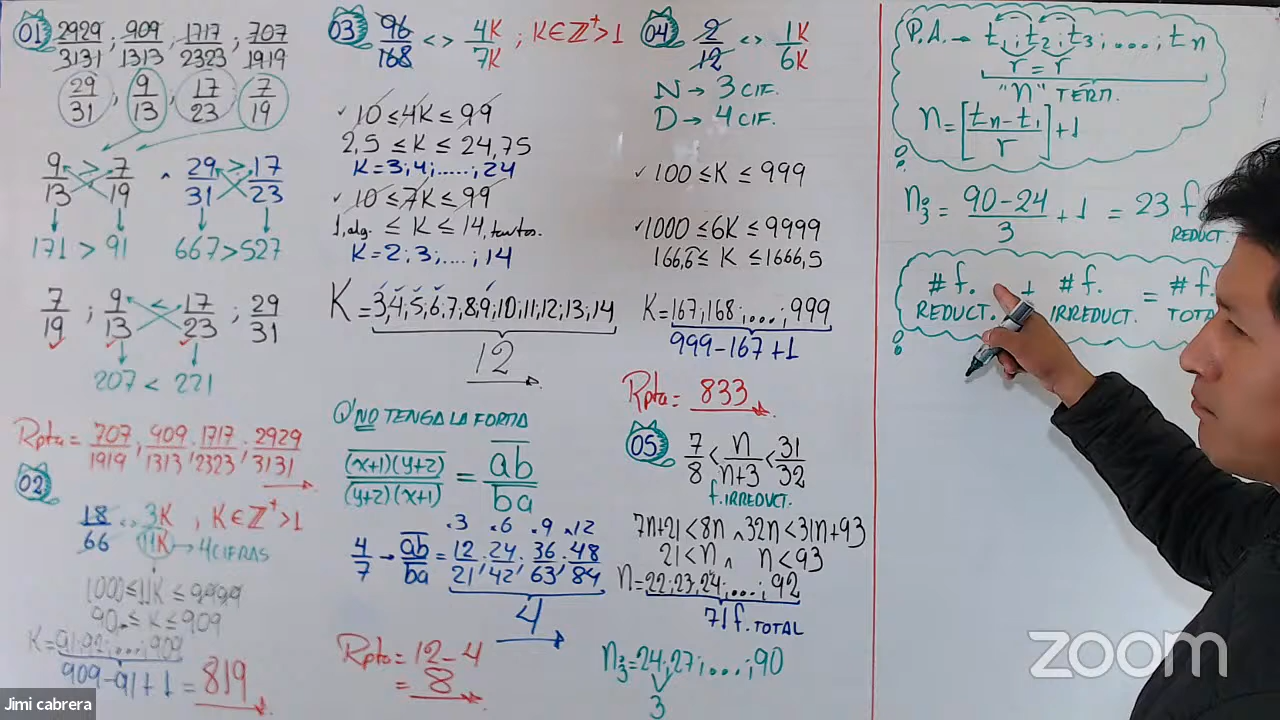 01 2929/3131 ; 909/1313 ; 1717/2323 ; 707/1919
29/31 ; 9/13 ; 17/23 ; 7/19
9/13 > 7/19 ^ 29/31 > 17/23
171 > 91 667 > 527
7/19 ; 9/13 < 17/23 ; 29/31
207 < 221
Rpta = 707/1919 ; 909/1313 ; 1717/2323 ; 2929/3131
02
18/66 <> 3K/11K , K∈Z⁺>1
→ 4 CIFRAS
1000 ≤ 11K ≤ 9999
90,.. ≤ K ≤ 909
K = 91;92;....;909
909-91+1 = 819
03 96/168 <> 4K/7K ; K∈Z⁺>1
✓ 10 ≤ 4K ≤ 99
2,5 ≤ K ≤ 24,75
K = 3;4;.....;24
✓ 10 ≤ 7K ≤ 99
1,alg. ≤ K ≤ 14,tantos.
K = 2;3;....;14
K = 3,4,5;6,7,8,9;10;11;12;13;14
12
Q' NO TENGA LA FORMA
(x+1)(y+2)/(y+2)(x+1) = ab/ba
.3 .6 .9 .12
4/7 → ab/ba = 12/21 , 24/42 , 36/63 , 48/84
4
Rpta = 12 - 4
= 8
04 2/12 <> 1K/6K
N → 3 CIF.
D → 4 CIF.
✓ 100 ≤ K ≤ 999
✓ 1000 ≤ 6K ≤ 9999
166,6 ≤ K ≤ 1666,5
K = 167;168;....;999
999-167+1
Rpta = 833
05 7/8 < n/n+3 < 31/32
f. IRREDUCT.
7n+21 < 8n ∧ 32n < 31n+93
21 < n ∧ n < 93
n = 22;23;24;...;92
71 f. TOTAL
n3° = 24;27;....;90
3
P.A. → t1 ; t2 ; t3 ; .... ; tn
r = r
"n" TÉRM.
n = [tn - t1 / r] + 1
n3° = 90-24/3 + 1 = 23 f
REDUCT.
# f. + # f. = # f.
REDUCT. IRREDUCT. TOTA
zoom
Jimi cabrera